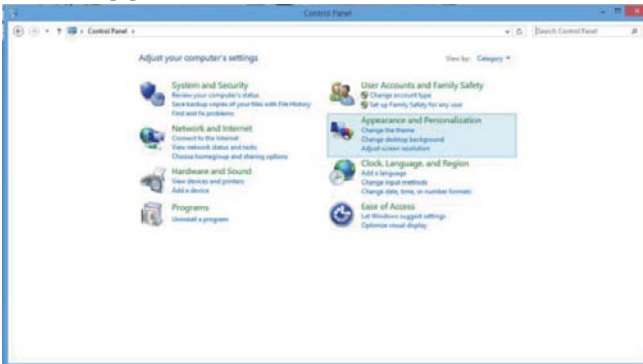 Control Panel
Control Panel
Search Control Panel
Adjust your computer's settings
View by: Category
System and Security
Review your computer's status
Save backup copies of your files with File History
Find and fix problems
Network and Internet
Connect to the Internet
View network status and tasks
Choose homegroup and sharing options
Hardware and Sound
View devices and printers
Add a device
Programs
Uninstall a program
User Accounts and Family Safety
Change account type
Set up Family Safety for any user
Appearance and Personalization
Change the theme
Change desktop background
Adjust screen resolution
Clock, Language, and Region
Add a language
Change input methods
Change date, time, or number formats
Ease of Access
Let Windows suggest settings
Optimize visual display